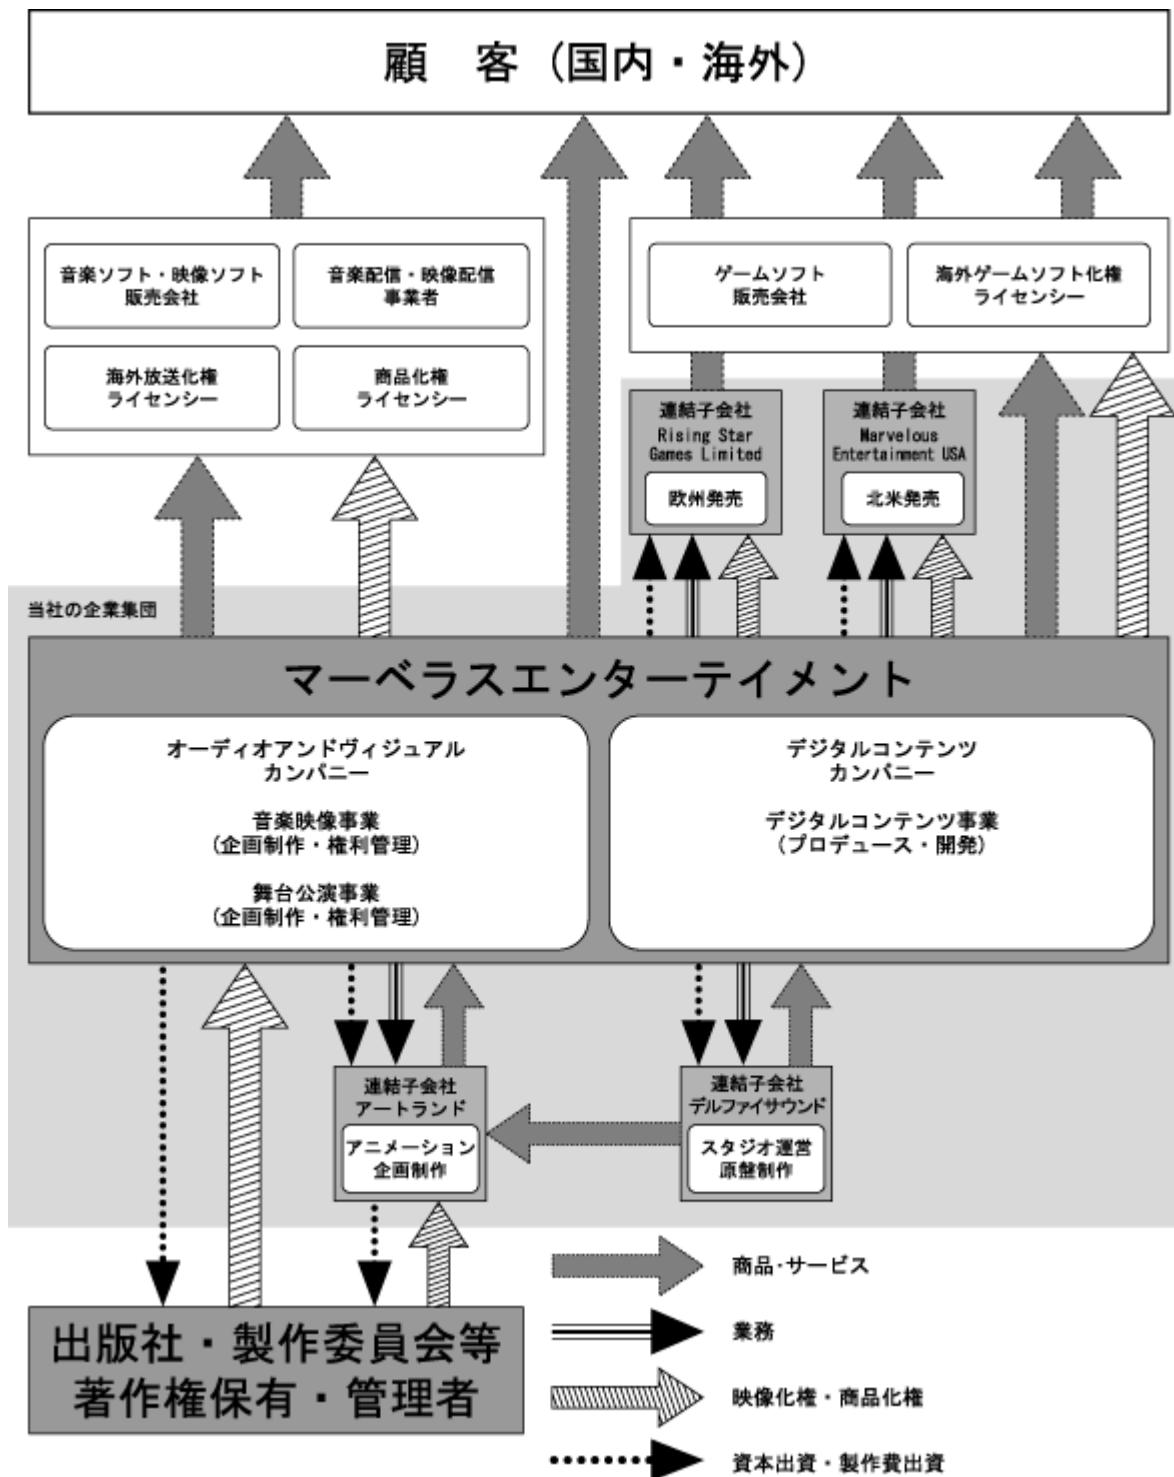 顧　客（国内・海外）
音楽ソフト・映像ソフト
販売会社
音楽配信・映像配信
事業者
海外放送化権
ライセンシー
商品化権
ライセンシー
ゲームソフト
販売会社
海外ゲームソフト化権
ライセンシー
連結子会社
Rising Star
Games Limited
欧州発売
連結子会社
Marvelous
Entertainment USA
北米発売
当社の企業集団
マーベラスエンターテイメント
オーディオアンドヴィジュアル
カンパニー
音楽映像事業
（企画制作・権利管理）
舞台公演事業
（企画制作・権利管理）
デジタルコンテンツ
カンパニー
デジタルコンテンツ事業
（プロデュース・開発）
連結子会社
アートランド
アニメーション
企画制作
連結子会社
デルファイサウンド
スタジオ運営
原盤制作
出版社・製作委員会等
著作権保有・管理者
商品･サービス
業務
映像化権・商品化権
資本出資・製作費出資